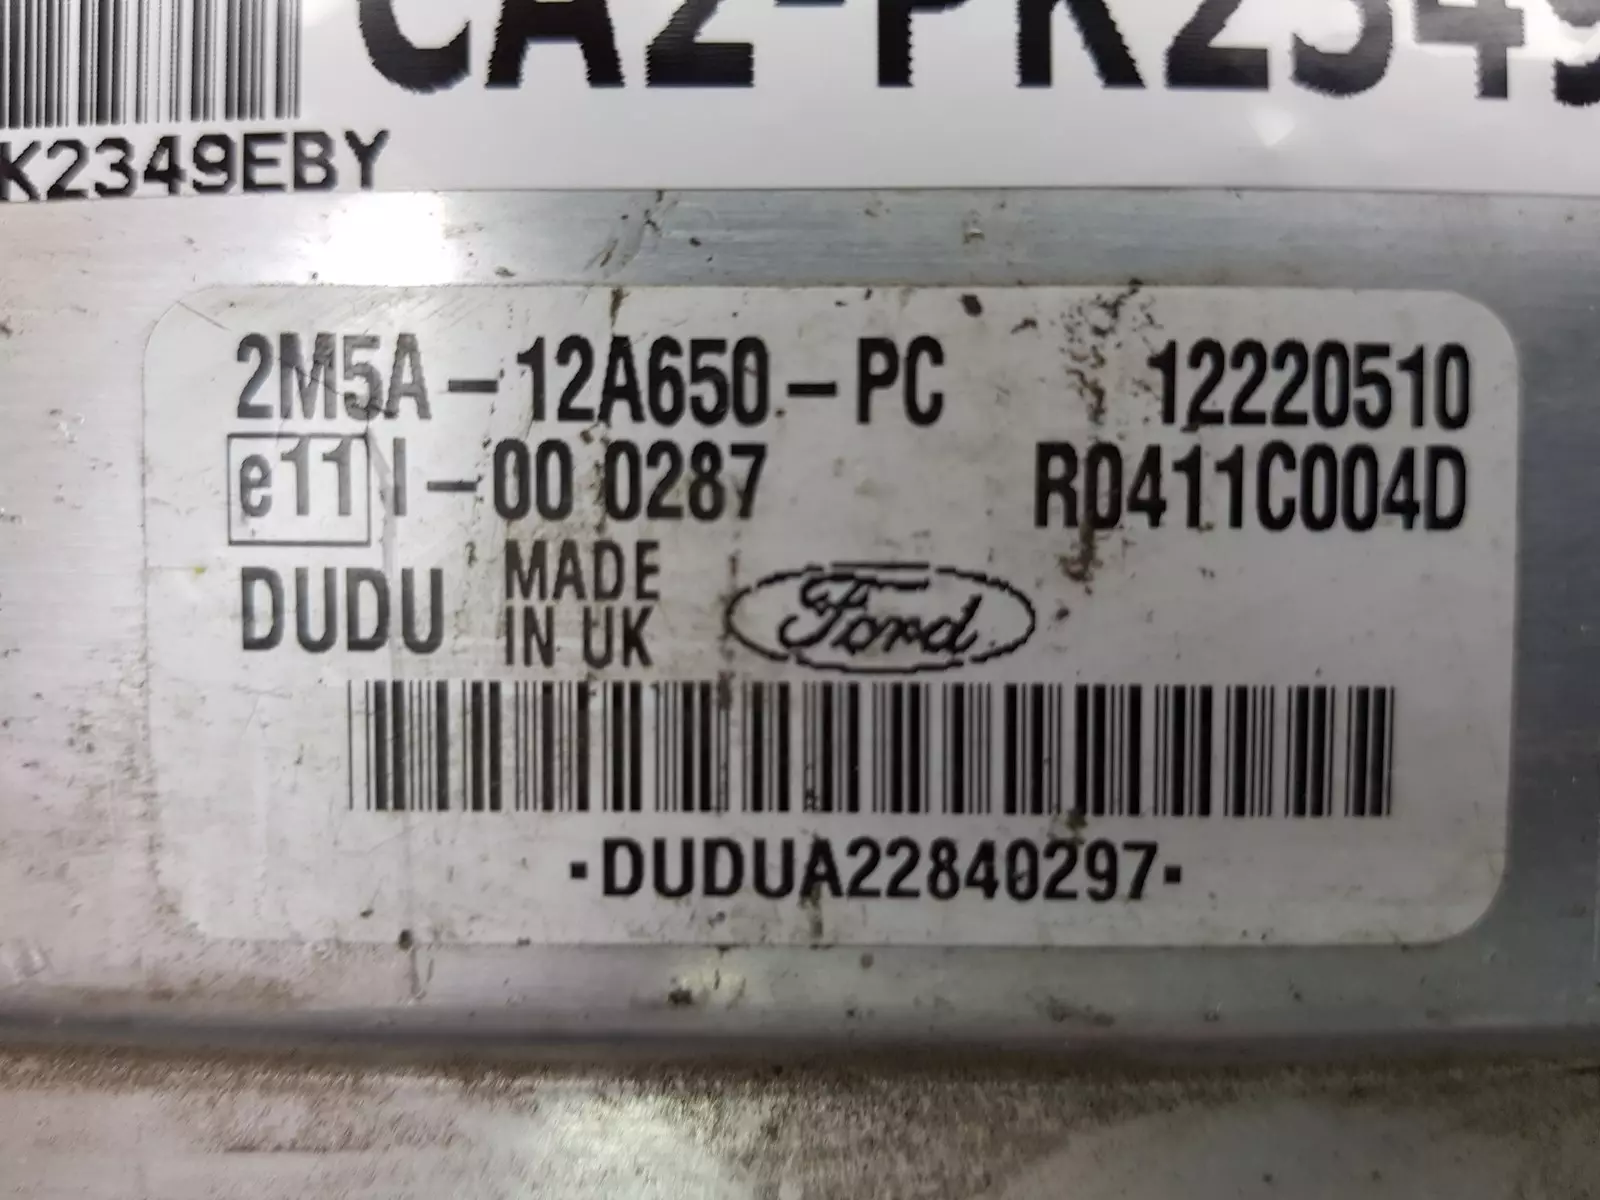 CA2-PK2349
K2349EBY
2M5A-12A650-PC 12220510
e11 I-00 0287 R0411C004D
DUDU MADE IN UK Ford
-DUDUA22840297-